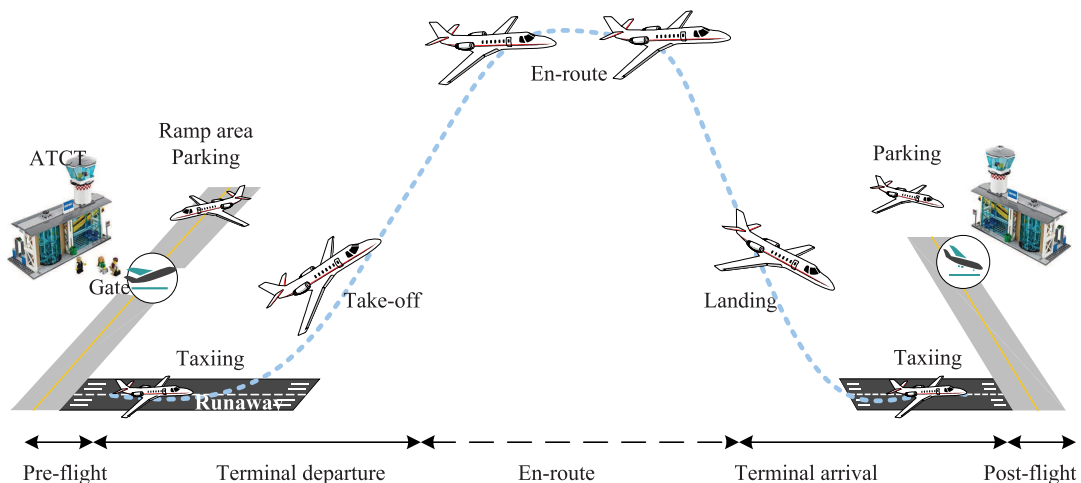 En-route
Ramp area
Parking
ATCT
Parking
Gate
Take-off
Landing
Taxiing
Taxiing
Runaway
Pre-flight
Terminal departure
En-route
Terminal arrival
Post-flight